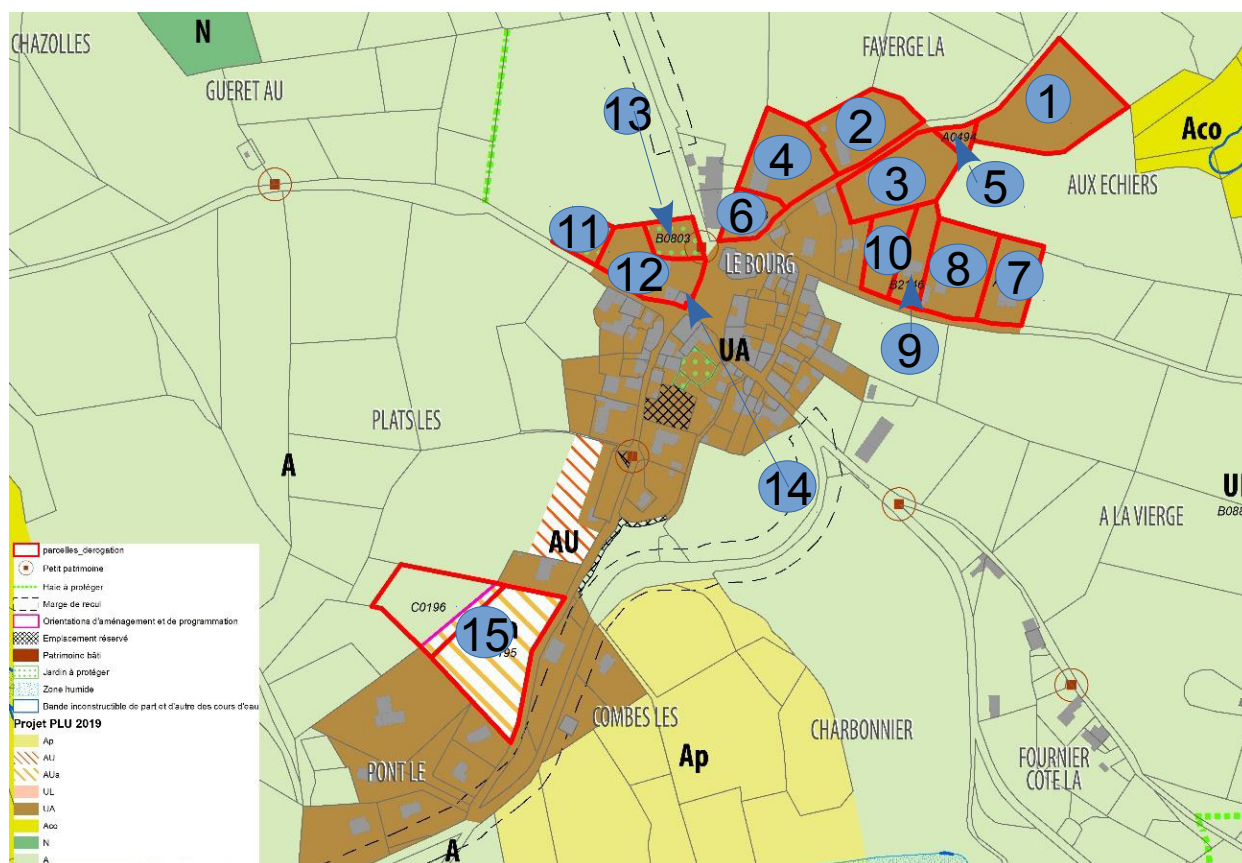 CHAZOLLES
N
GUERET AU
FAVERGE LA
13
2
1
4
A0494
Aco
3
5
AUX ECHIERS
6
11
B0803
LE BOURG
10
8
7
12
9
UA
PLATS LES
A
14
A LA VIERGE
AU
C0196
15
COMBES LES
CHARBONNIER
Ap
FOURNIER
COTE LA
PONT LE
A
parcelles_derogation
Petit patrimoine
Haie à protéger
Marge de recul
Orientations d'aménagement et de programmation
Emplacement réservé
Patrimoine bâti
Jardin à protéger
Zone humide
Bande inconstructible de part et d'autre des cours d'eau
Projet PLU 2019
Ap
AU
AUa
UL
UA
Aco
N
A